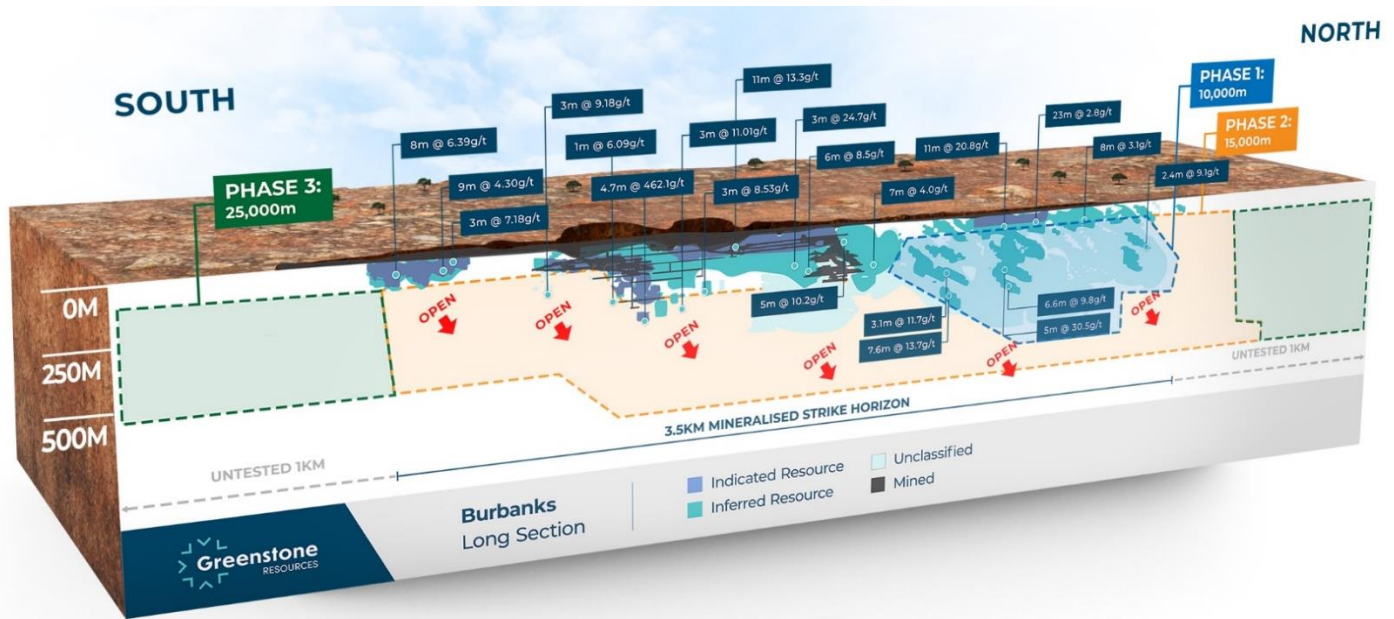 NORTH
SOUTH
PHASE 1:
10,000m
PHASE 2:
15,000m
PHASE 3:
25,000m
11m @ 13.3g/t
3m @ 9.18g/t
3m @ 24.7g/t
23m @ 2.8g/t
8m @ 6.39g/t
1m @ 6.09g/t
3m @ 11.01g/t
6m @ 8.5g/t
11m @ 20.8g/t
8m @ 3.1g/t
9m @ 4.30g/t
4.7m @ 462.1g/t
3m @ 8.53g/t
7m @ 4.0g/t
2.4m @ 9.1g/t
3m @ 7.18g/t
5m @ 10.2g/t
3.1m @ 11.7g/t
7.6m @ 13.7g/t
6.6m @ 9.8g/t
5m @ 30.5g/t
0M
250M
500M
OPEN
OPEN
OPEN
OPEN
OPEN
OPEN
UNTESTED 1KM
3.5KM MINERALISED STRIKE HORIZON
UNTESTED 1KM
Burbanks
Long Section
Indicated Resource
Inferred Resource
Unclassified
Mined
Greenstone
RESOURCES